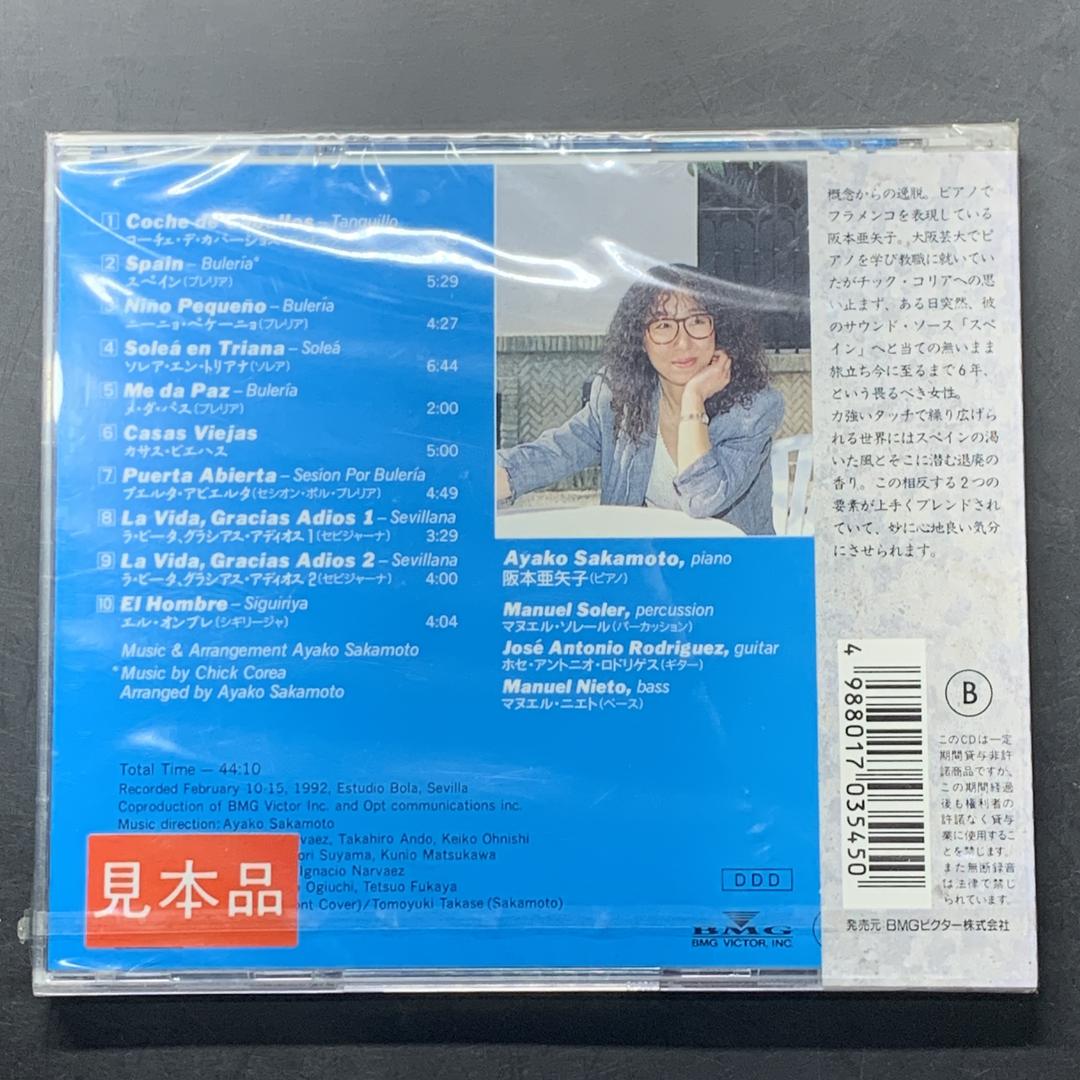 1 Coche de Caballos – Tanguillo
コーチェ・デ・カバージョス
2 Spain – Bulería*
スペイン(ブレリア) 5:29
3 Nino Pequeño – Bulería
ニーニョ・ペケーニョ(ブレリア) 4:27
4 Soleá en Triana – Soleá
ソレア・エン・トリアナ(ソレア) 6:44
5 Me da Paz – Bulería
メ・ダ・パス(ブレリア) 2:00
6 Casas Viejas
カサス・ビエハス 5:00
7 Puerta Abierta – Sesion Por Bulería
プエルタ・アビエルタ(セシオン・ポル・ブレリア) 4:49
8 La Vida, Gracias Adios 1 – Sevillana
ラ・ビータ、グラシアス・アディオス1(セビジャーナ) 3:29
9 La Vida, Gracias Adios 2 – Sevillana
ラ・ビータ、グラシアス・アディオス2(セビジャーナ) 4:00
10 El Hombre – Siguiriya
エル・オンブレ(シギリージャ) 4:04
Music & Arrangement Ayako Sakamoto
*Music by Chick Corea
Arranged by Ayako Sakamoto
Total Time – 44:10
Recorded February 10-15, 1992, Estudio Bola, Sevilla
Coproduction of BMG Victor Inc. and Opt communications inc.
Music direction: Ayako Sakamoto
vaez, Takahiro Ando, Keiko Ohnishi
ori Suyama, Kunio Matsukawa
Ignacio Narvaez
Ogiuchi, Tetsuo Fukaya
ont Cover)/Tomoyuki Takase (Sakamoto)
見本品
Ayako Sakamoto, piano
阪本亜矢子(ピアノ)
Manuel Soler, percussion
マヌエル・ソレール(パーカッション)
José Antonio Rodriguez, guitar
ホセ・アントニオ・ロドリゲス(ギター)
Manuel Nieto, bass
マヌエル・ニエト(ベース)
DDD
BMG
BMG VICTOR, INC.
概念からの逸脱。ピアノで
フラメンコを表現している
阪本亜矢子。大阪芸大でピ
アノを学び教職に就いてい
たがチック・コリアへの思
い止まず、ある日突然、彼
のサウンド・ソース「スペ
イン」へと当ての無いまま
旅立ち今に至るまで6年、
という畏るべき女性。
力強いタッチで繰り広げら
れる世界にはスペインの渇
いた風とそこに潜む退廃の
香り。この相反する2つの
要素が上手くブレンドされ
ていて、妙に心地良い気分
にさせられます。
4 988017 035450
B
このCDは一定
期間貸与非許
諾商品ですが、
この期間経過
後も権利者の
許諾なく貸与
業に使用するこ
とを禁じます。
また無断録音
は法律で禁じ
られています。
発売元 BMGビクター株式会社